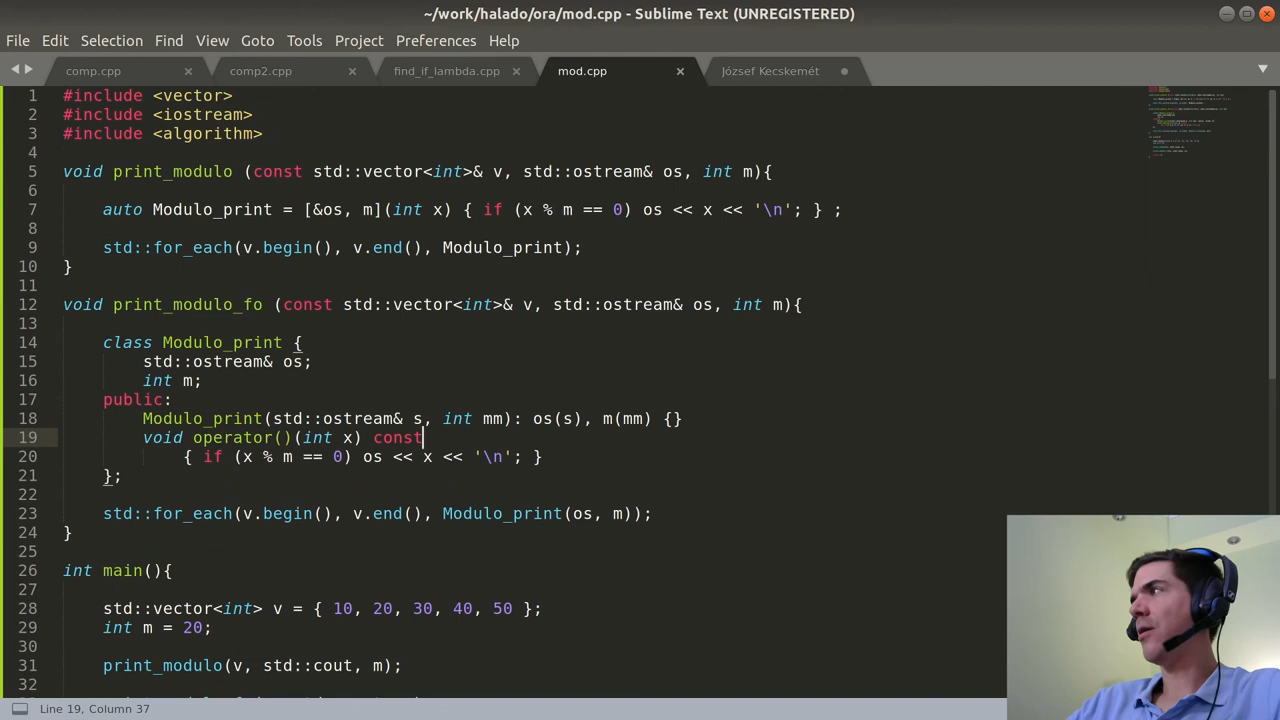 ~/work/halado/ora/mod.cpp - Sublime Text (UNREGISTERED)
File Edit Selection Find View Goto Tools Project Preferences Help
comp.cpp comp2.cpp find_if_lambda.cpp mod.cpp József Kecskemét
1 #include <vector>
2 #include <iostream>
3 #include <algorithm>
4
5 void print_modulo (const std::vector<int>& v, std::ostream& os, int m){
6
7 auto Modulo_print = [&os, m](int x) { if (x % m == 0) os << x << '\n'; } ;
8
9 std::for_each(v.begin(), v.end(), Modulo_print);
10 }
11
12 void print_modulo_fo (const std::vector<int>& v, std::ostream& os, int m){
13
14 class Modulo_print {
15 std::ostream& os;
16 int m;
17 public:
18 Modulo_print(std::ostream& s, int mm): os(s), m(mm) {}
19 void operator()(int x) const
20 { if (x % m == 0) os << x << '\n'; }
21 };
22
23 std::for_each(v.begin(), v.end(), Modulo_print(os, m));
24 }
25
26 int main(){
27
28 std::vector<int> v = { 10, 20, 30, 40, 50 };
29 int m = 20;
30
31 print_modulo(v, std::cout, m);
32
Line 19, Column 37